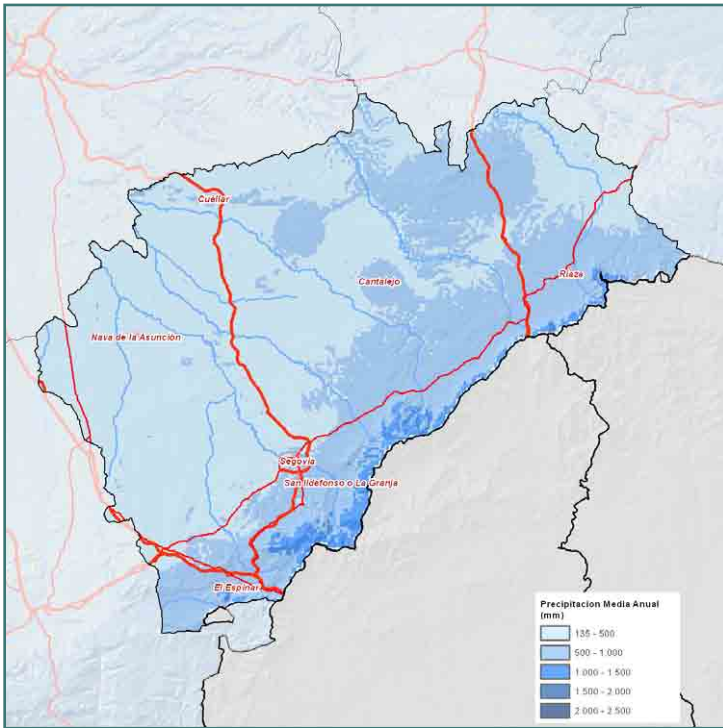 Cuéllar
Cantalejo
Riaza
Nava de la Asunción
Segovia
San Ildefonso o La Granja
El Espinar
Precipitacion Media Anual
(mm)
135 - 500
500 - 1.000
1 000 - 1 500
1 500 - 2 000
2 000 - 2 500